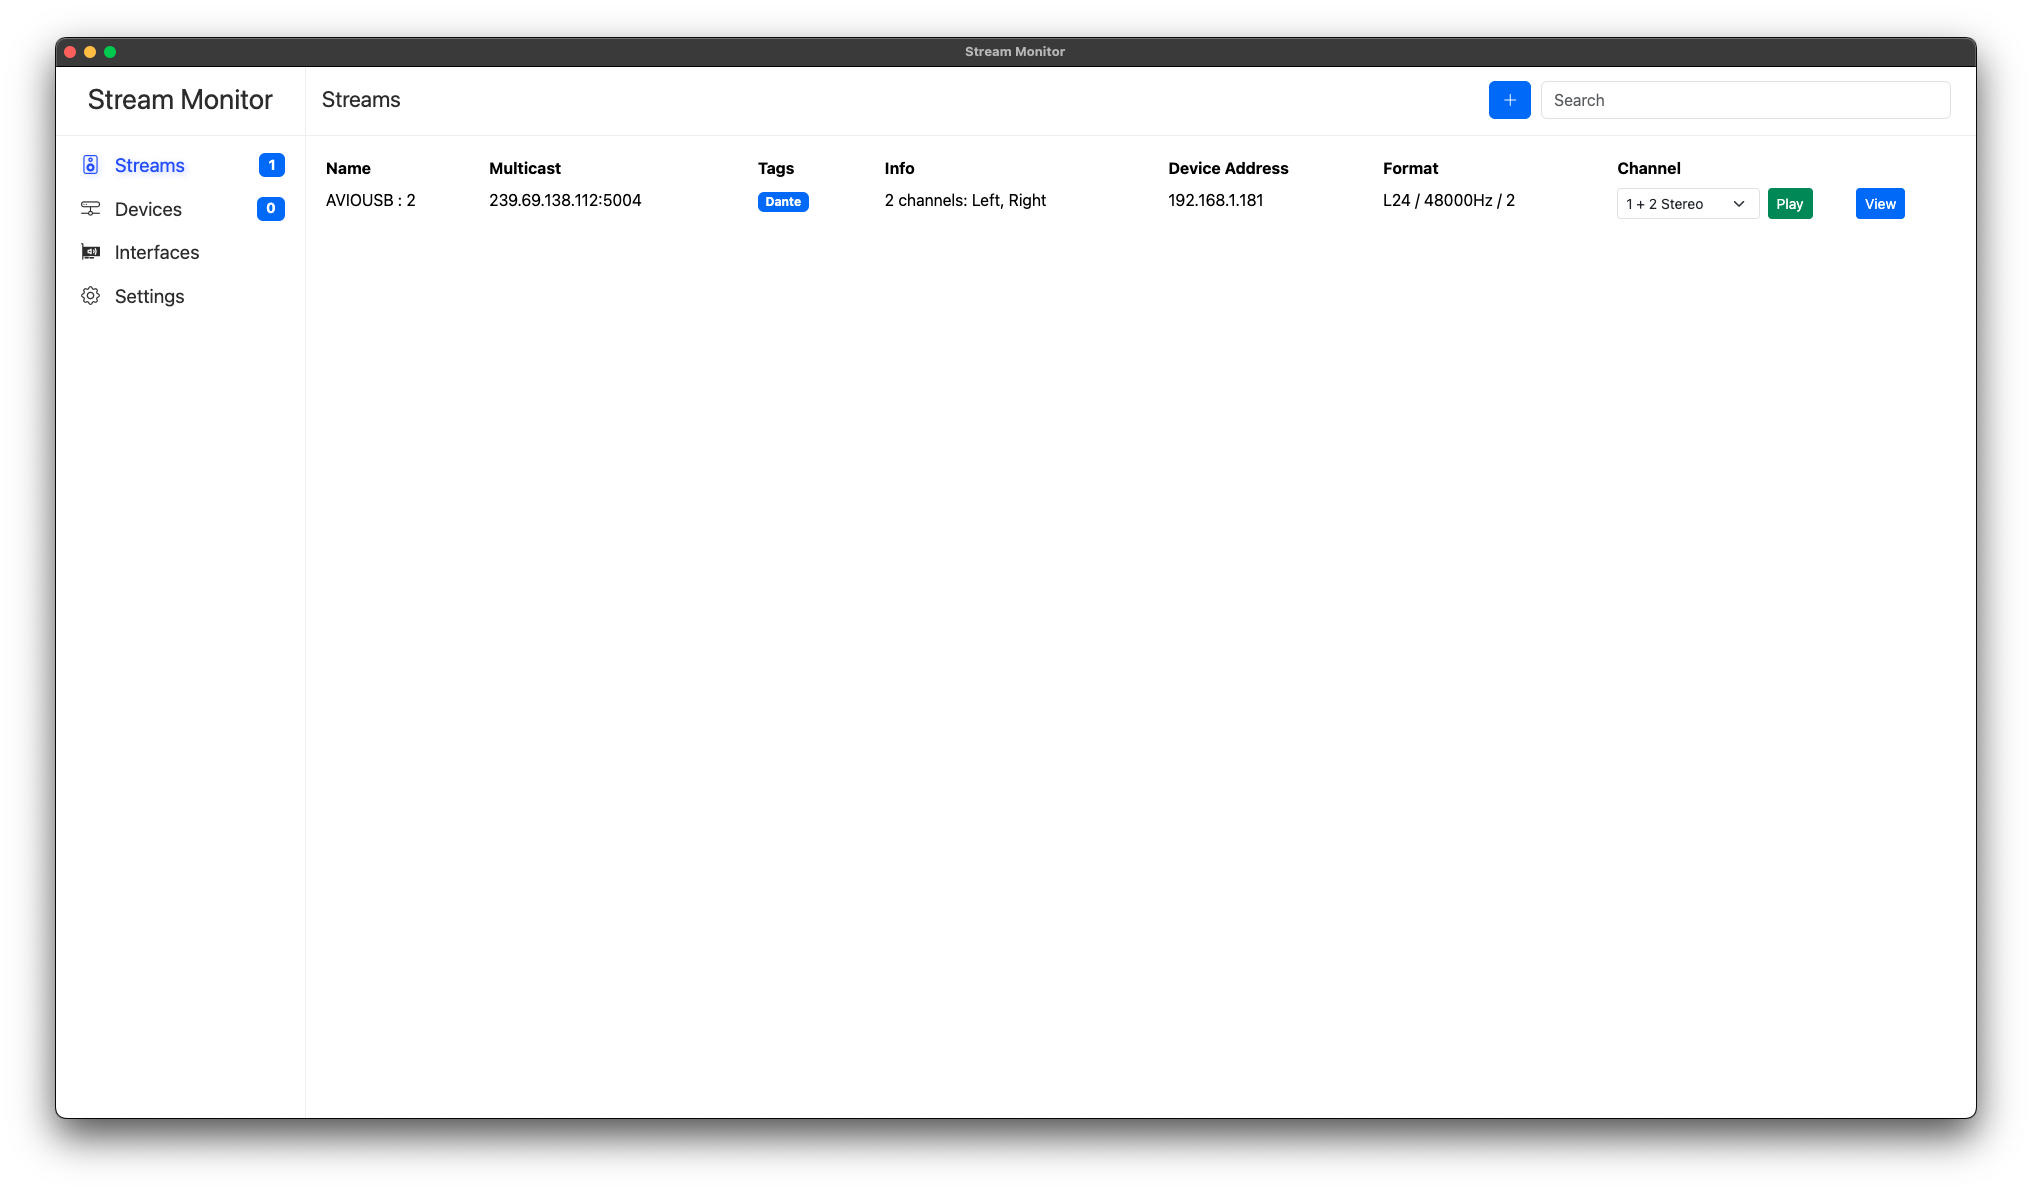 Stream Monitor
Stream Monitor
Streams
Search
Streams 1
Devices 0
Interfaces
Settings
Name Multicast Tags Info Device Address Format Channel
AVIOUSB : 2 239.69.138.112:5004 Dante 2 channels: Left, Right 192.168.1.181 L24 / 48000Hz / 2 1 + 2 Stereo Play View